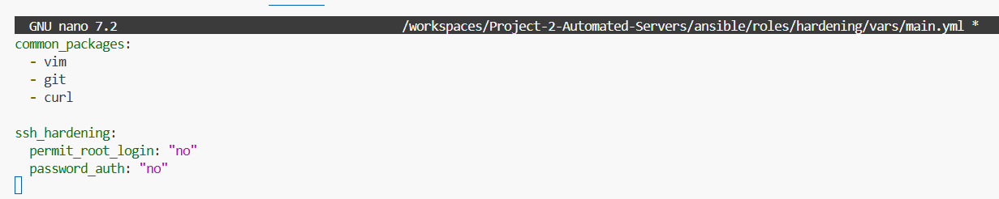 GNU nano 7.2 /workspaces/Project-2-Automated-Servers/ansible/roles/hardening/vars/main.yml *
common_packages:
  - vim
  - git
  - curl

ssh_hardening:
  permit_root_login: "no"
  password_auth: "no"